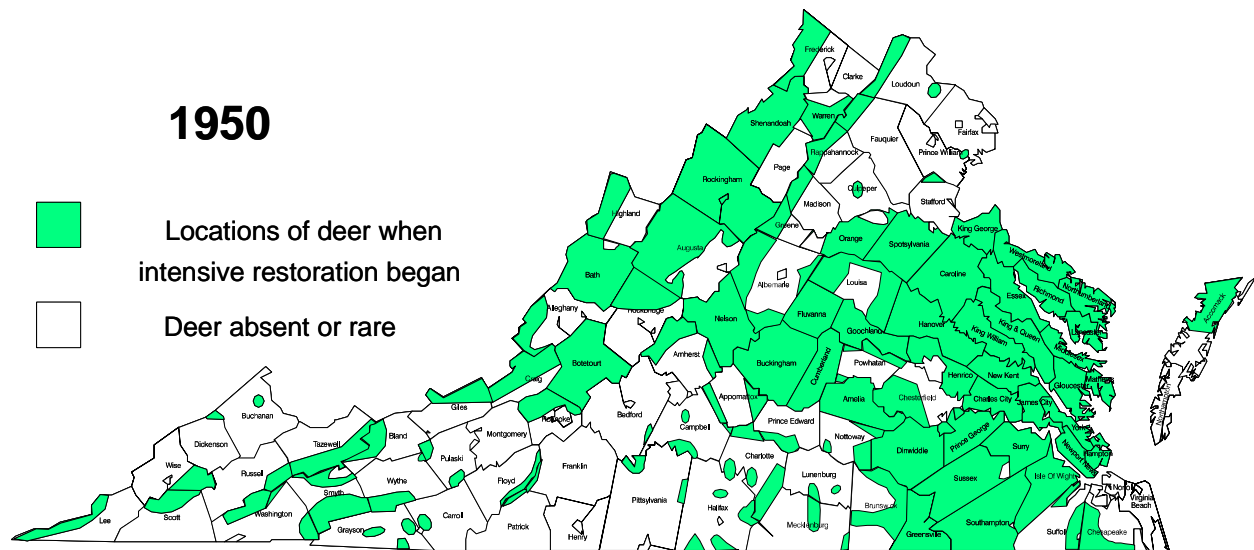 1950
Locations of deer when
intensive restoration began
Deer absent or rare
Frederick
Clarke
Loudoun
Warren
Shenandoah
Fairfax
Fauquier
Prince William
Rappahannock
Page
Rockingham
Culpeper
Madison
Stafford
Highland
Greene
King George
Orange
Spotsylvania
Augusta
Westmoreland
Bath
Caroline
Albemarle
Louisa
Essex
Richmond
Northumberland
Accomack
Alleghany
Rockbridge
Nelson
Fluvanna
Goochland
Hanover
King William
King & Queen
Lancaster
Middlesex
Botetourt
Amherst
Buckingham
Cumberland
Powhatan
Henrico
New Kent
Gloucester
Mathews
Craig
Northampton
Buchanan
Giles
Bedford
Appomattox
Amelia
Chesterfield
Charles City
James City
Roanoke
Campbell
Prince Edward
Nottoway
Prince George
York
Dickenson
Tazewell
Bland
Montgomery
Pulaski
Dinwiddie
Surry
Newport News
Hampton
Wise
Russell
Wythe
Floyd
Franklin
Charlotte
Lunenburg
Sussex
Isle Of Wight
Smyth
Pittsylvania
Halifax
Brunswick
Norfolk
Virginia
Beach
Lee
Scott
Washington
Grayson
Carroll
Patrick
Henry
Mecklenburg
Greensville
Southampton
Suffolk
Chesapeake